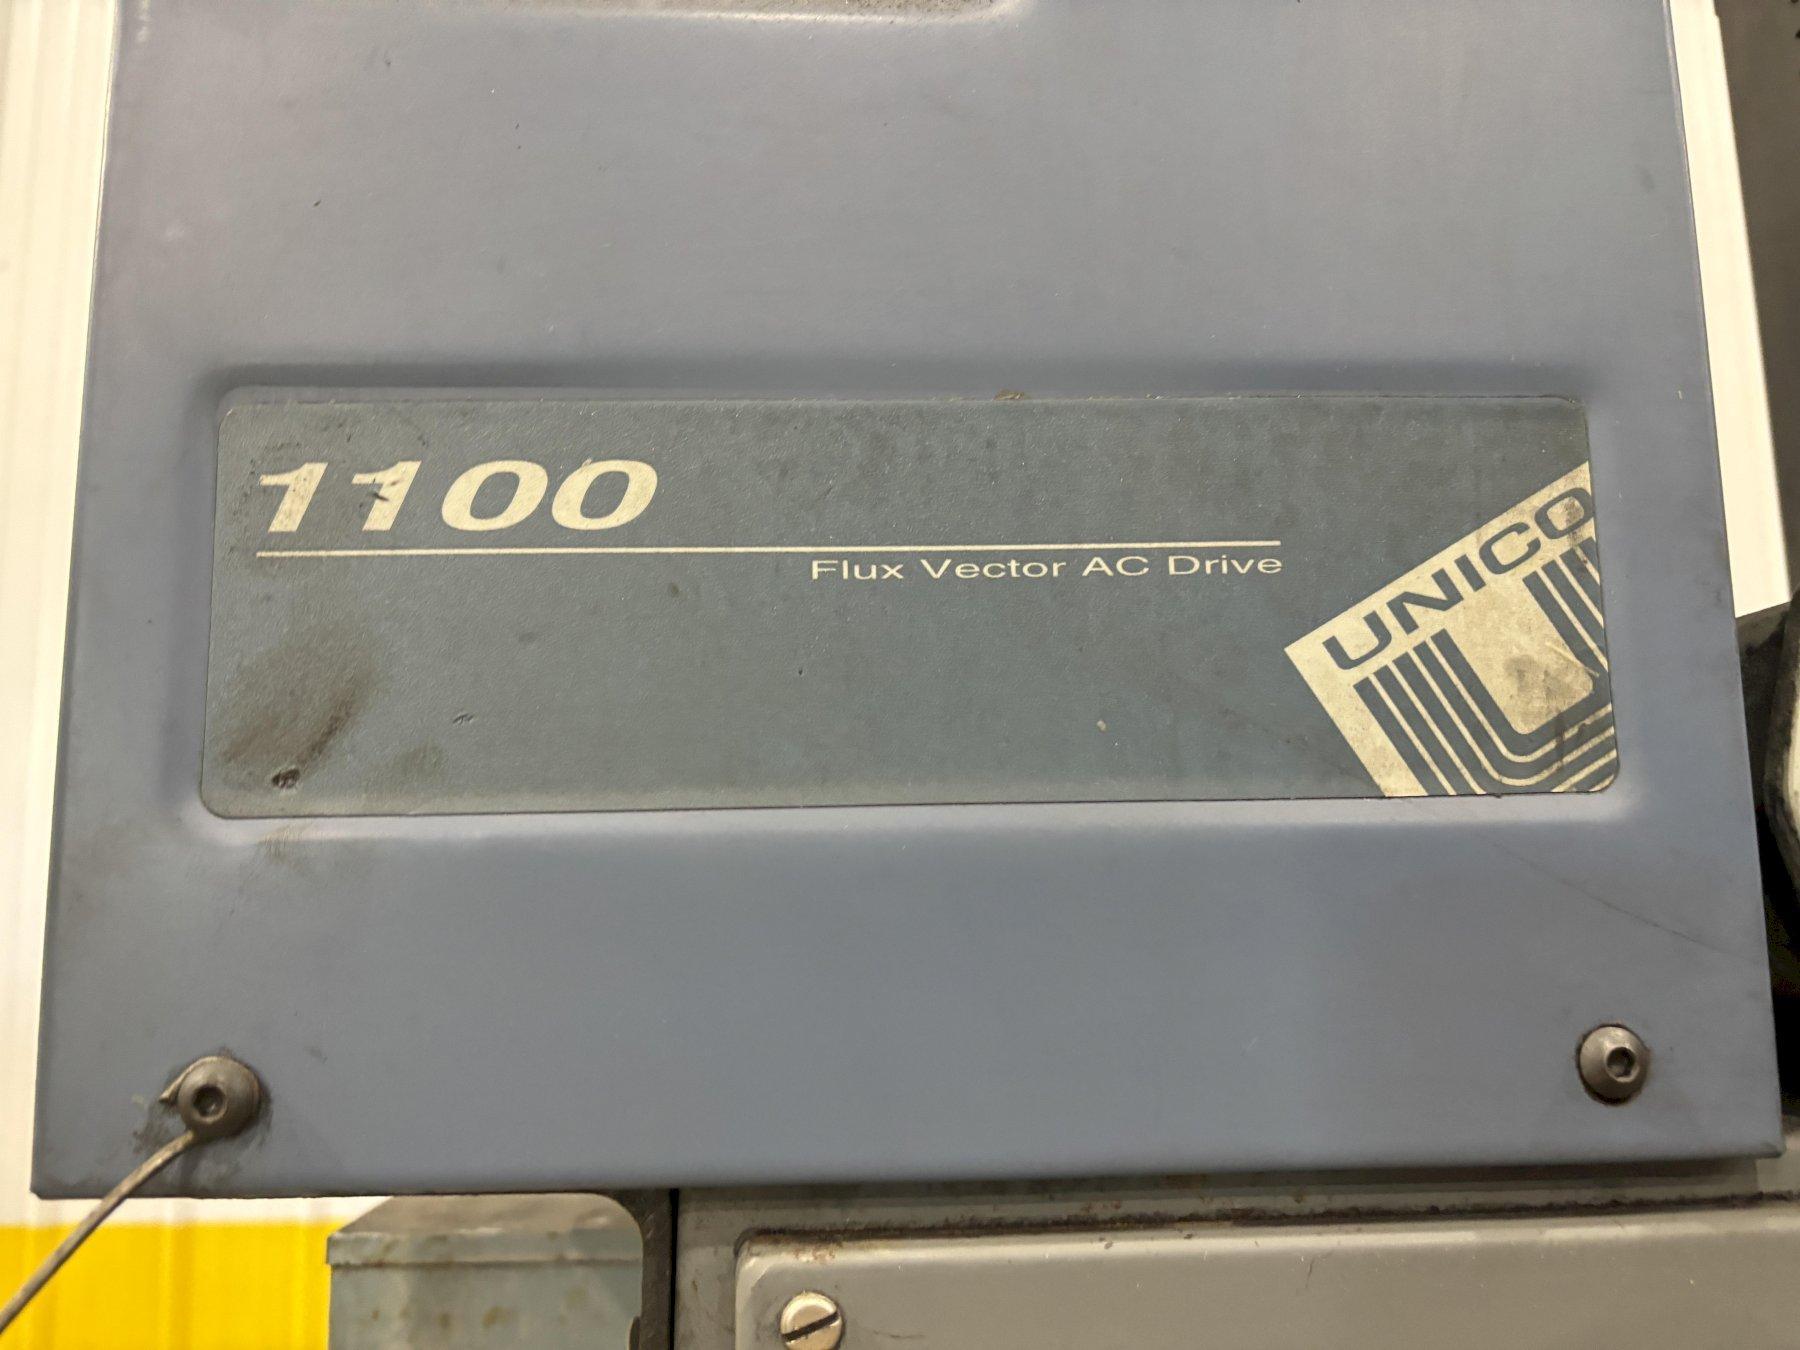 1100
Flux Vector AC Drive
UNICO